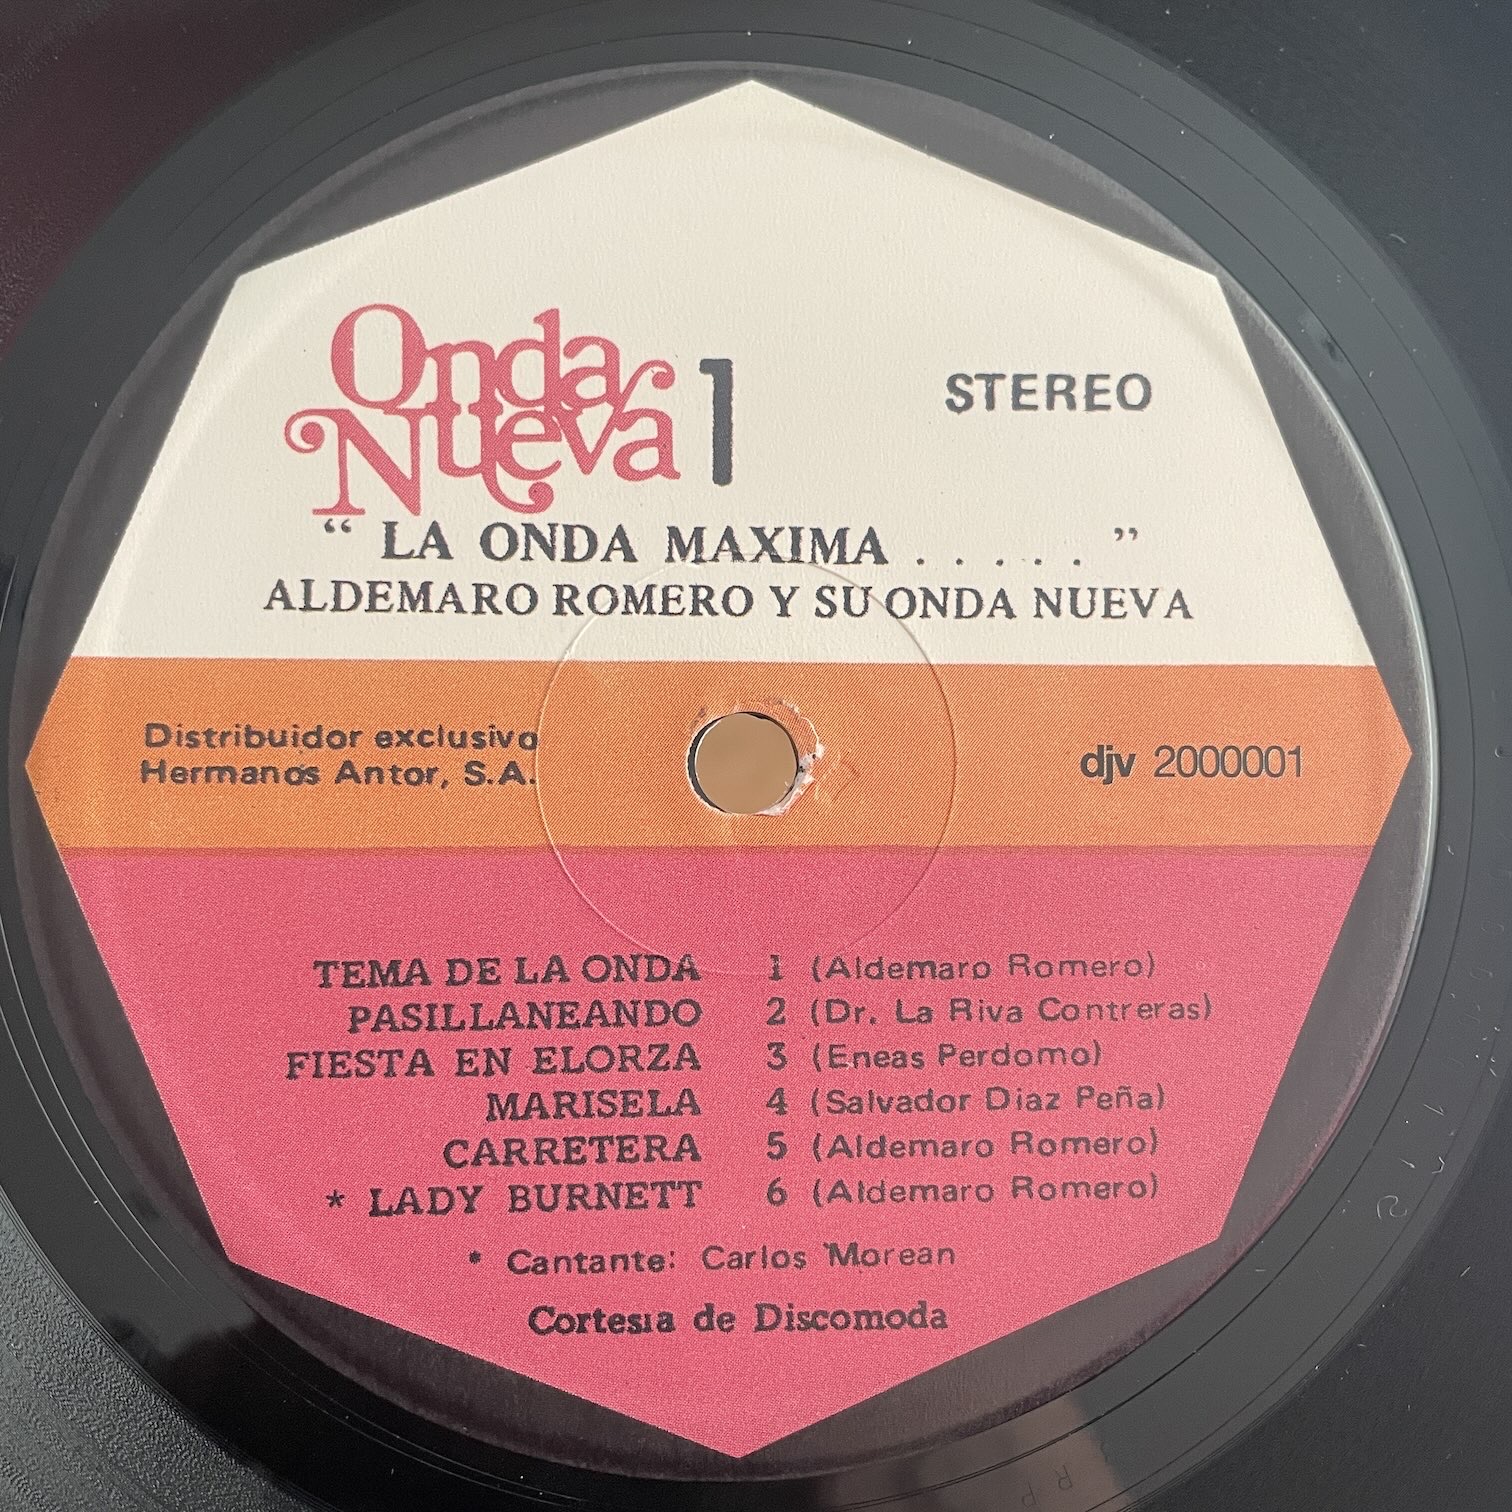 Onda
Nueva 1
STEREO
“ LA ONDA MAXIMA . . . . . ”
ALDEMARO ROMERO Y SU ONDA NUEVA
Distribuidor exclusivo
Hermanos Antor, S.A.
djv 2000001
TEMA DE LA ONDA 1 (Aldemaro Romero)
PASILLANEANDO 2 (Dr. La Riva Contreras)
FIESTA EN ELORZA 3 (Eneas Perdomo)
MARISELA 4 (Salvador Diaz Peña)
CARRETERA 5 (Aldemaro Romero)
* LADY BURNETT 6 (Aldemaro Romero)
* Cantante: Carlos Morean
Cortesia de Discomoda